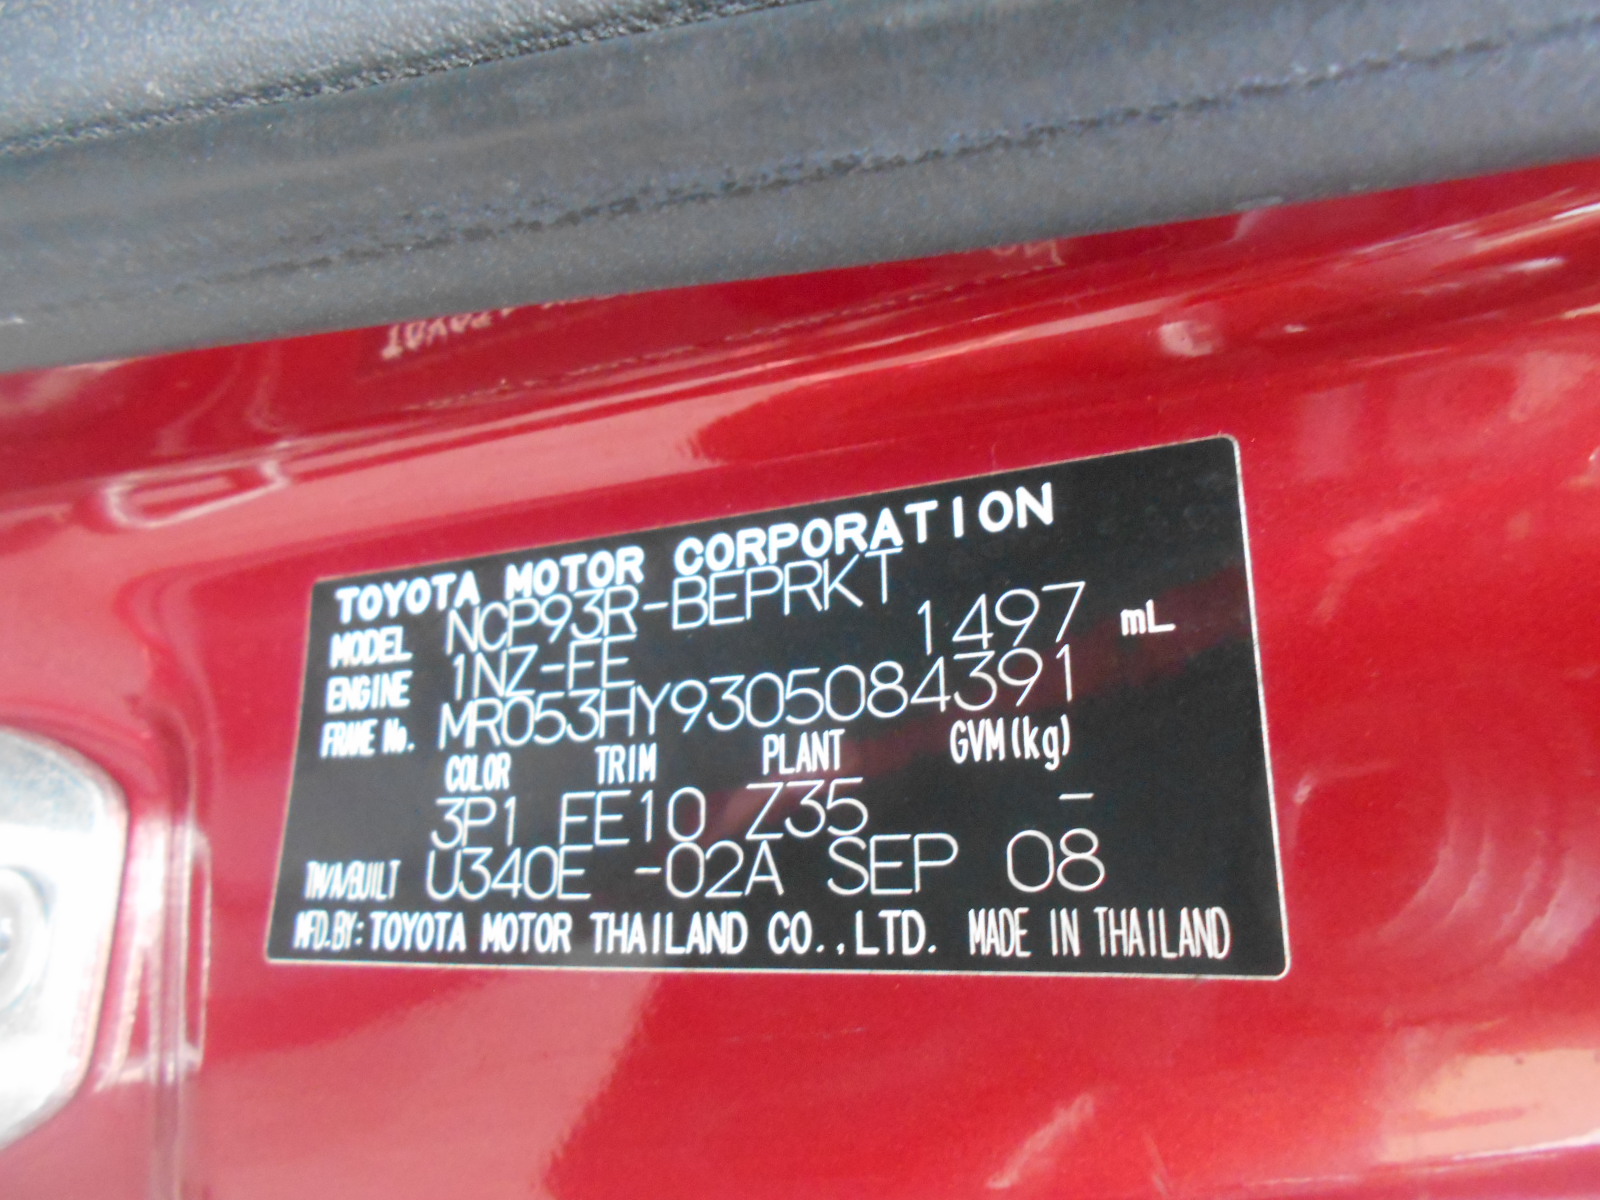 TOYOTA MOTOR CORPORATION
MODEL NCP93R-BEPRKT
ENGINE 1NZ-FE 1497 mL
FRAME No. MR053HY9305084391
COLOR TRIM PLANT GVM(kg)
3P1 FE10 Z35 -
TM/A/BUILT U340E -02A SEP 08
MFD.BY:TOYOTA MOTOR THAILAND CO.,LTD. MADE IN THAILAND